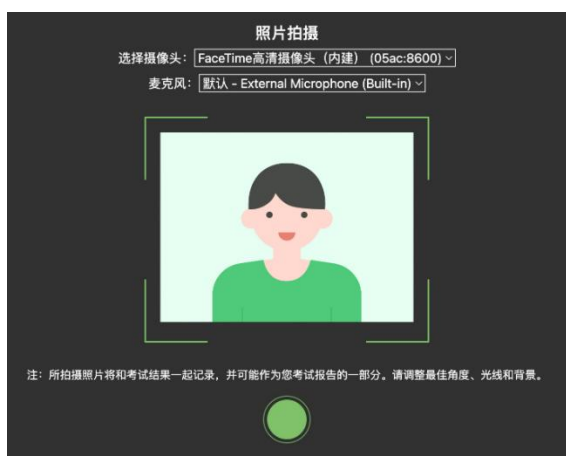 照片拍摄
选择摄像头： FaceTime高清摄像头（内建） (05ac:8600)
麦克风： 默认 - External Microphone (Built-in)
注：所拍摄照片将和考试结果一起记录，并可能作为您考试报告的一部分。请调整最佳角度、光线和背景。